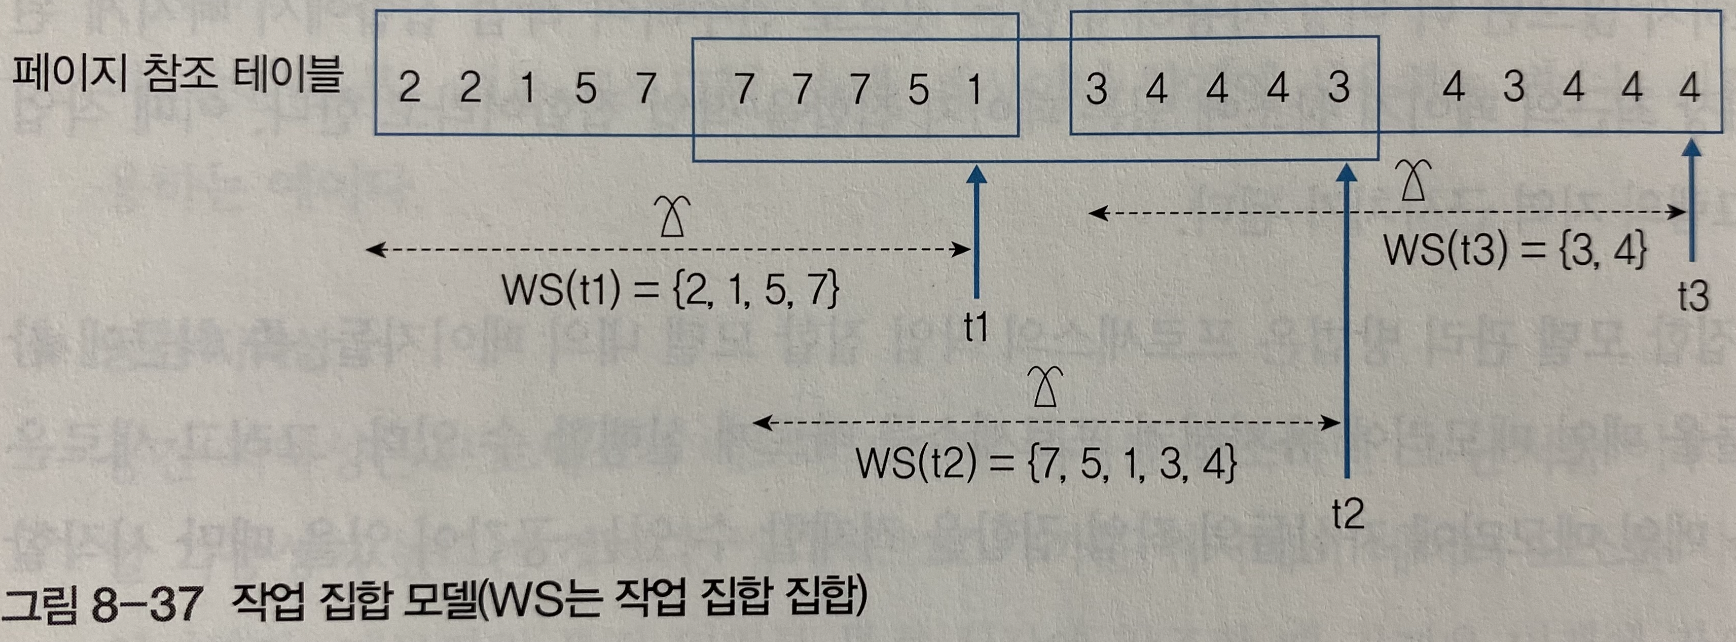 페이지 참조 테이블 2 2 1 5 7 7 7 7 5 1 3 4 4 4 3 4 3 4 4 4
WS(t1) = {2, 1, 5, 7}
t1
WS(t3) = {3, 4}
t3
WS(t2) = {7, 5, 1, 3, 4}
t2
그림 8-37 작업 집합 모델(WS는 작업 집합 집합)